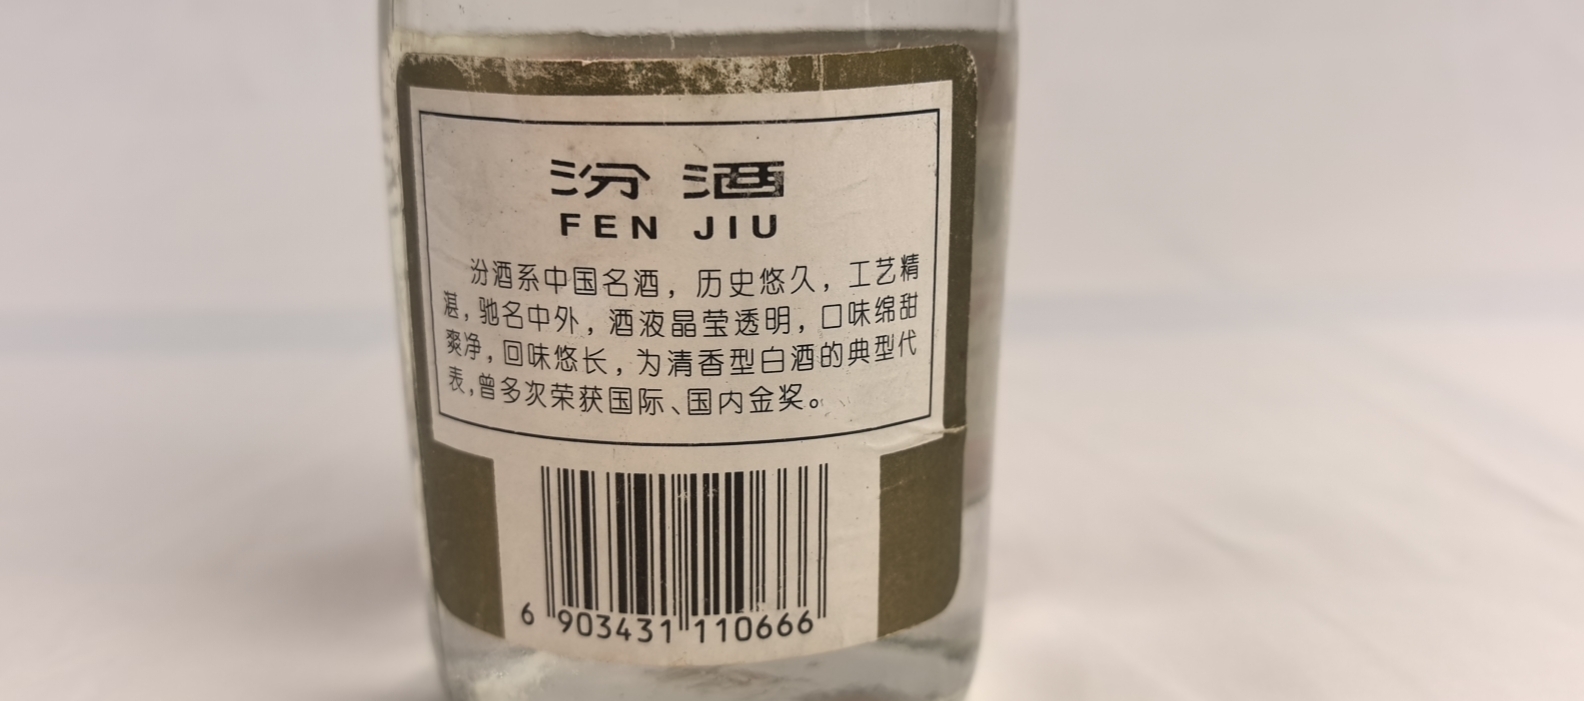 汾酒
FEN JIU
汾酒系中国名酒，历史悠久，工艺精
湛，驰名中外，酒液晶莹透明，口味绵甜
爽净，回味悠长，为清香型白酒的典型代
表，曾多次荣获国际、国内金奖。
6 903431 110666